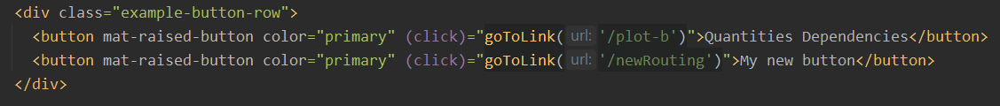 <div class="example-button-row">
<button mat-raised-button color="primary" (click)="goToLink( url: '/plot-b')">Quantities Dependencies</button>
<button mat-raised-button color="primary" (click)="goToLink( url: '/newRouting')">My new button</button>
</div>